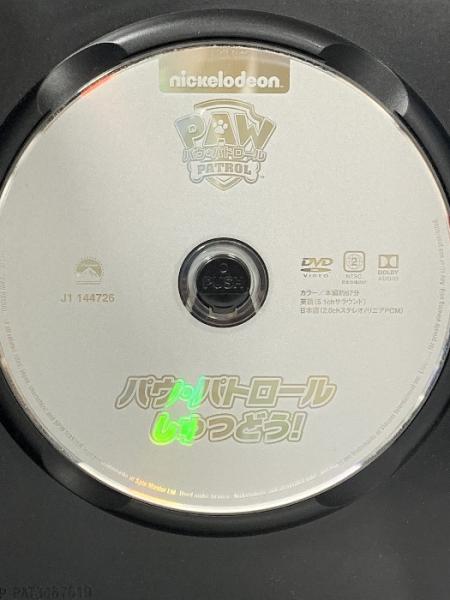 nickelodeon
PAW
パウ・パトロール
PATROL
J1 144726
DVD
VIDEO
2
NTSC
日本市場向
DOLBY
AUDIO
カラー/本編約67分
英語(5.1chサラウンド)
日本語(2.0chステレオ/リニアPCM)
PUSH
パウ・パトロール
しゅつどう!